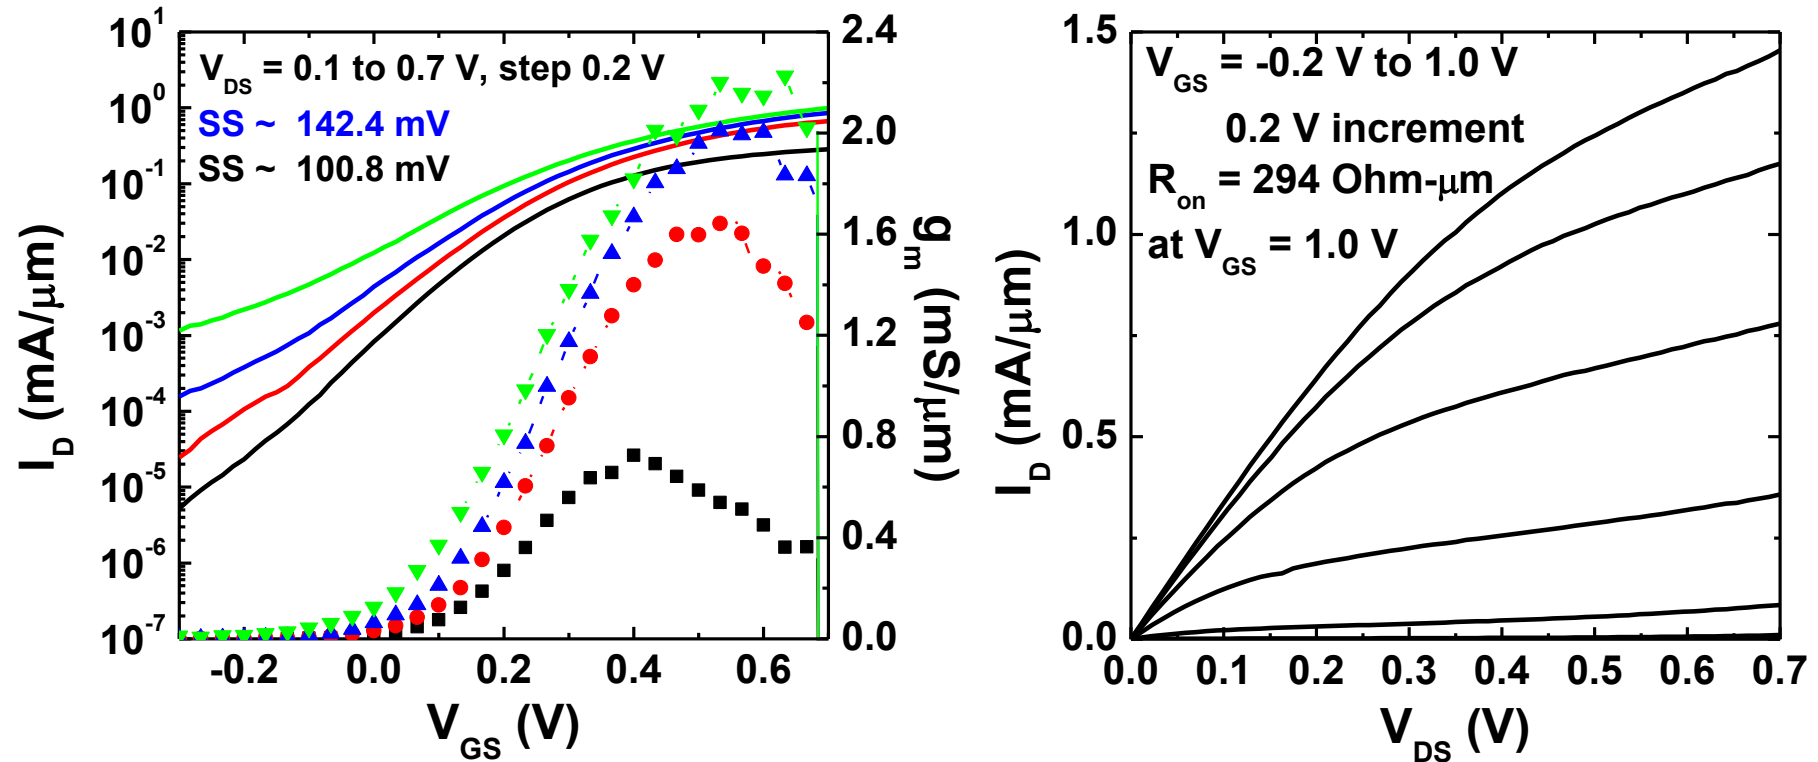 V_DS = 0.1 to 0.7 V, step 0.2 V
SS ~ 142.4 mV
SS ~ 100.8 mV
10^1
10^0
10^-1
10^-2
10^-3
10^-4
10^-5
10^-6
10^-7
I_D (mA/μm)
2.4
2.0
1.6
1.2
0.8
0.4
0.0
g_m (mS/μm)
-0.2 0.0 0.2 0.4 0.6
V_GS (V)
V_GS = -0.2 V to 1.0 V
0.2 V increment
R_on = 294 Ohm-μm
at V_GS = 1.0 V
1.5
1.0
0.5
0.0
I_D (mA/μm)
0.0 0.1 0.2 0.3 0.4 0.5 0.6 0.7
V_DS (V)